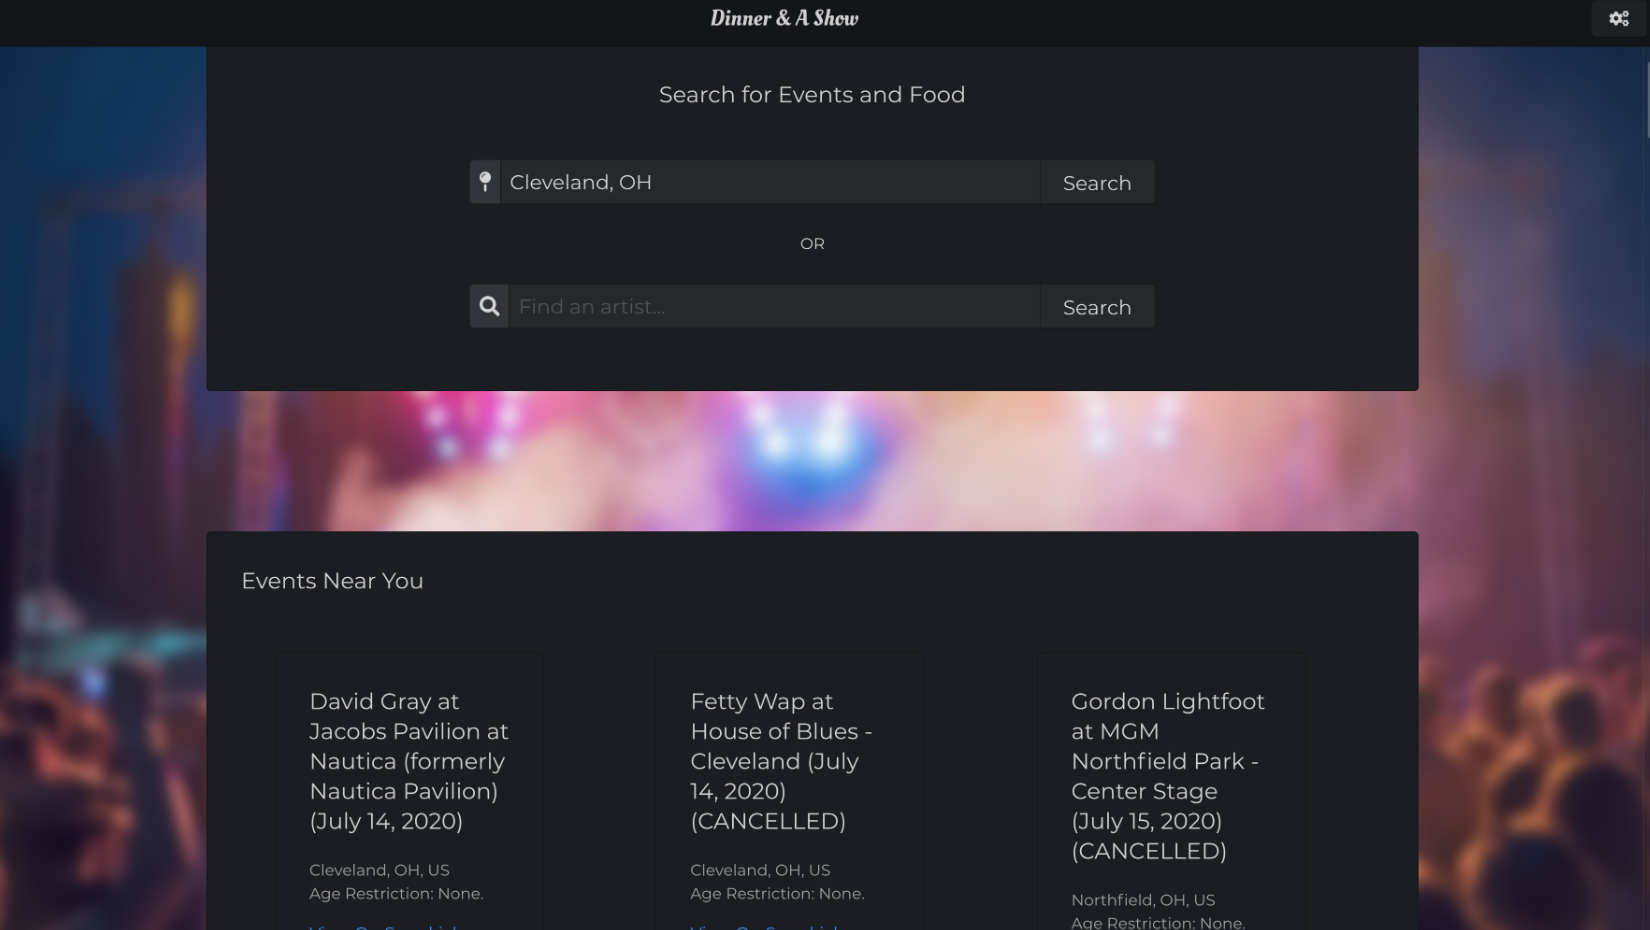 Dinner & A Show
Search for Events and Food
Cleveland, OH
Search
OR
Find an artist...
Search
Events Near You
David Gray at
Jacobs Pavilion at
Nautica (formerly
Nautica Pavilion)
(July 14, 2020)
Cleveland, OH, US
Age Restriction: None.
Fetty Wap at
House of Blues -
Cleveland (July
14, 2020)
(CANCELLED)
Cleveland, OH, US
Age Restriction: None.
Gordon Lightfoot
at MGM
Northfield Park -
Center Stage
(July 15, 2020)
(CANCELLED)
Northfield, OH, US
Age Restriction: None.